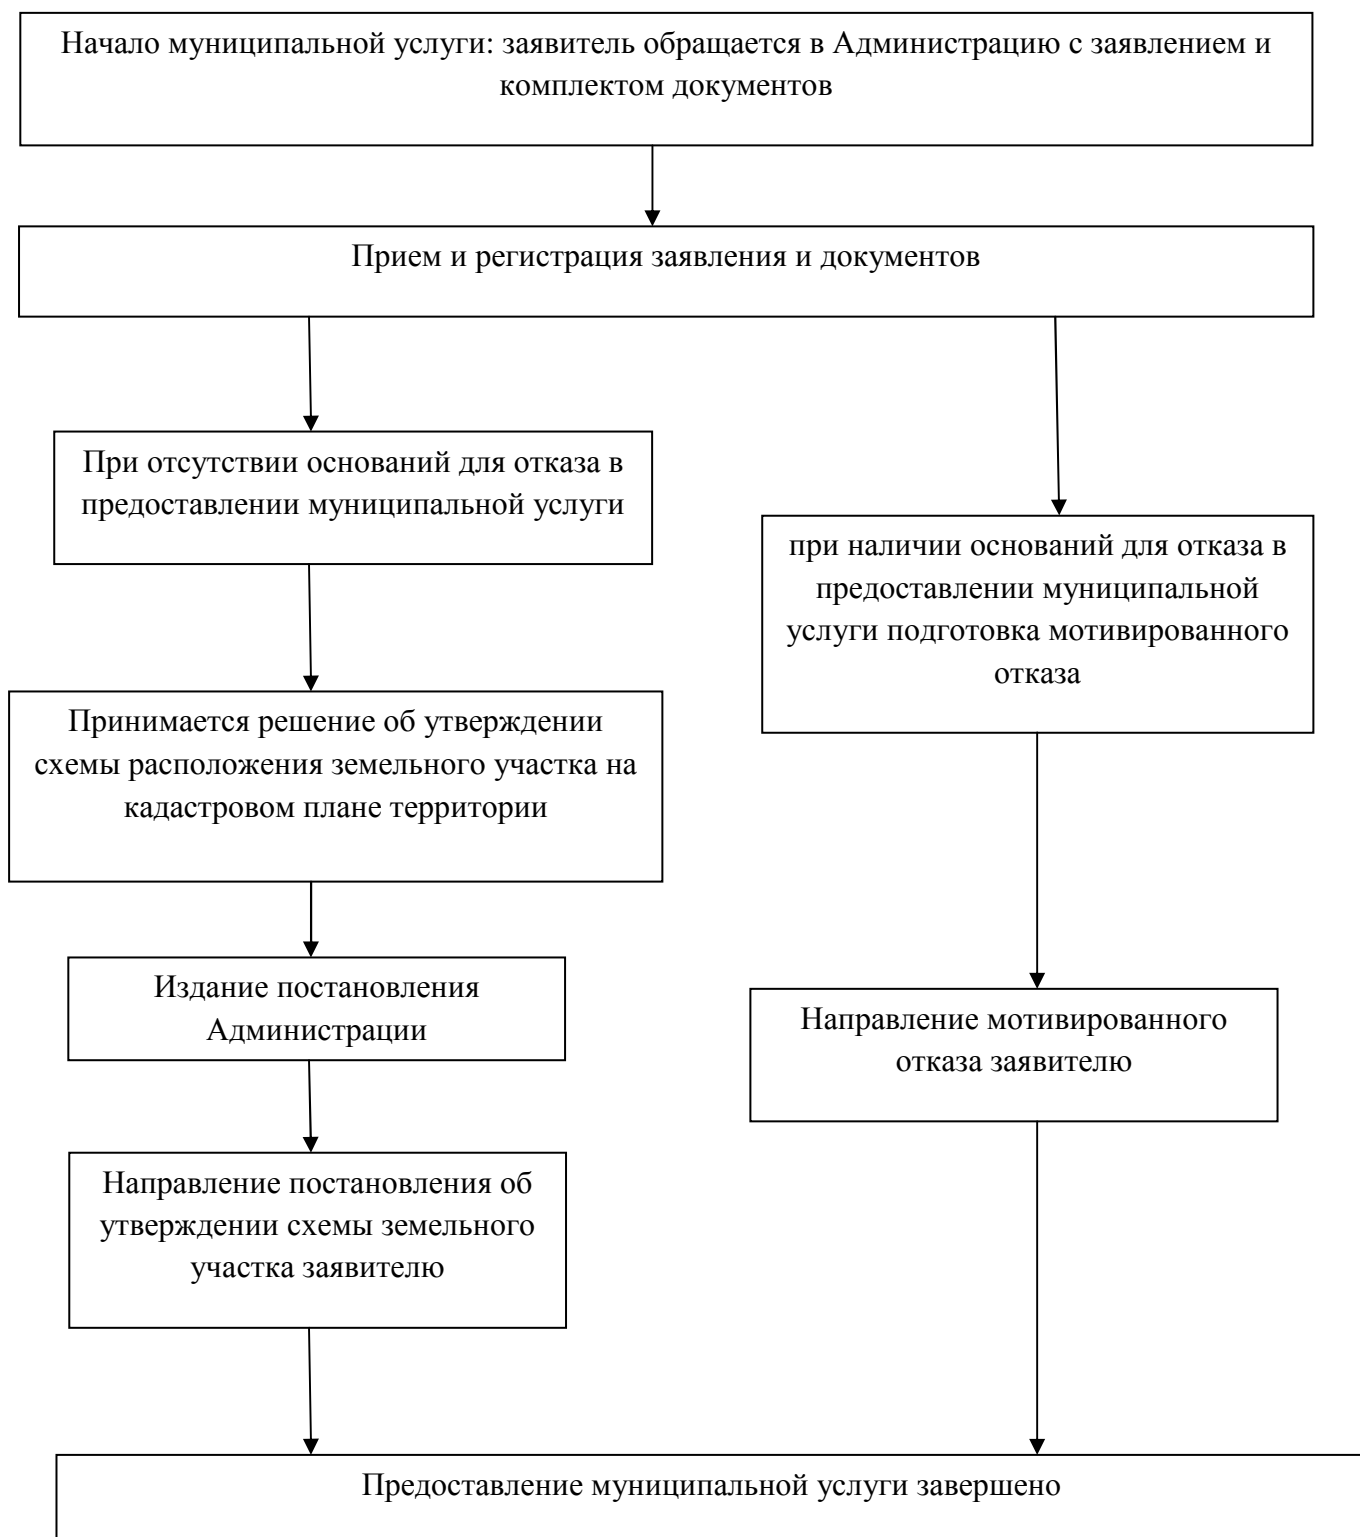 Начало муниципальной услуги: заявитель обращается в Администрацию с заявлением и
комплектом документов
Прием и регистрация заявления и документов
При отсутствии оснований для отказа в
предоставлении муниципальной услуги
при наличии оснований для отказа в
предоставлении муниципальной
услуги подготовка мотивированного
отказа
Принимается решение об утверждении
схемы расположения земельного участка на
кадастровом плане территории
Издание постановления
Администрации
Направление мотивированного
отказа заявителю
Направление постановления об
утверждении схемы земельного
участка заявителю
Предоставление муниципальной услуги завершено